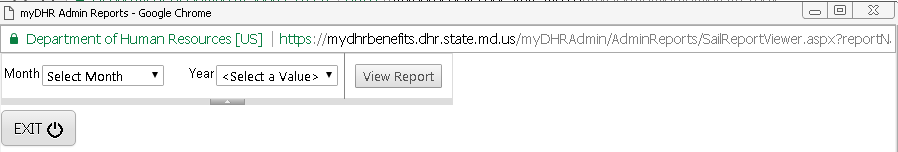 myDHR Admin Reports - Google Chrome
Department of Human Resources [US] https://mydhrbenefits.dhr.state.md.us/myDHRAdmin/AdminReports/SailReportViewer.aspx?reportN
Month Select Month Year <Select a Value> View Report
EXIT